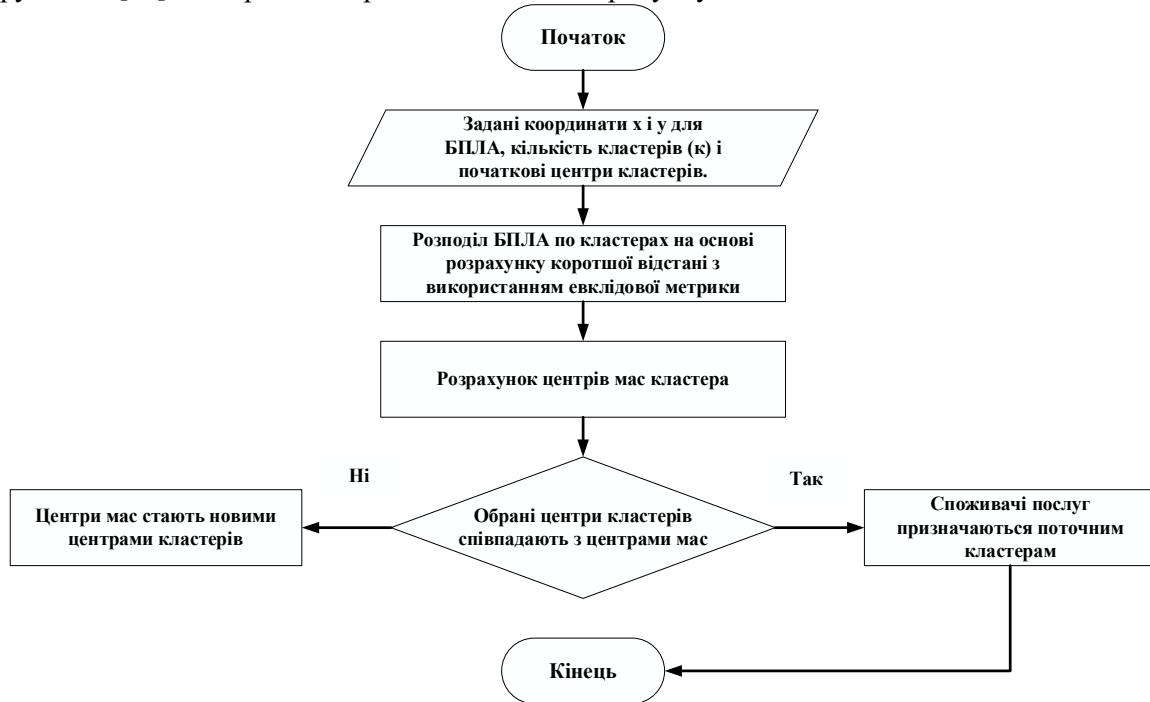 Початок
Задані координати x і y для
БПЛА, кількість кластерів (к) і
початкові центри кластерів.
Розподіл БПЛА по кластерах на основі
розрахунку коротшої відстані з
використанням евклідової метрики
Розрахунок центрів мас кластера
Ні
Так
Центри мас стають новими
центрами кластерів
Обрані центри кластерів
співпадають з центрами мас
Споживачі послуг
призначаються поточним
кластерам
Кінець